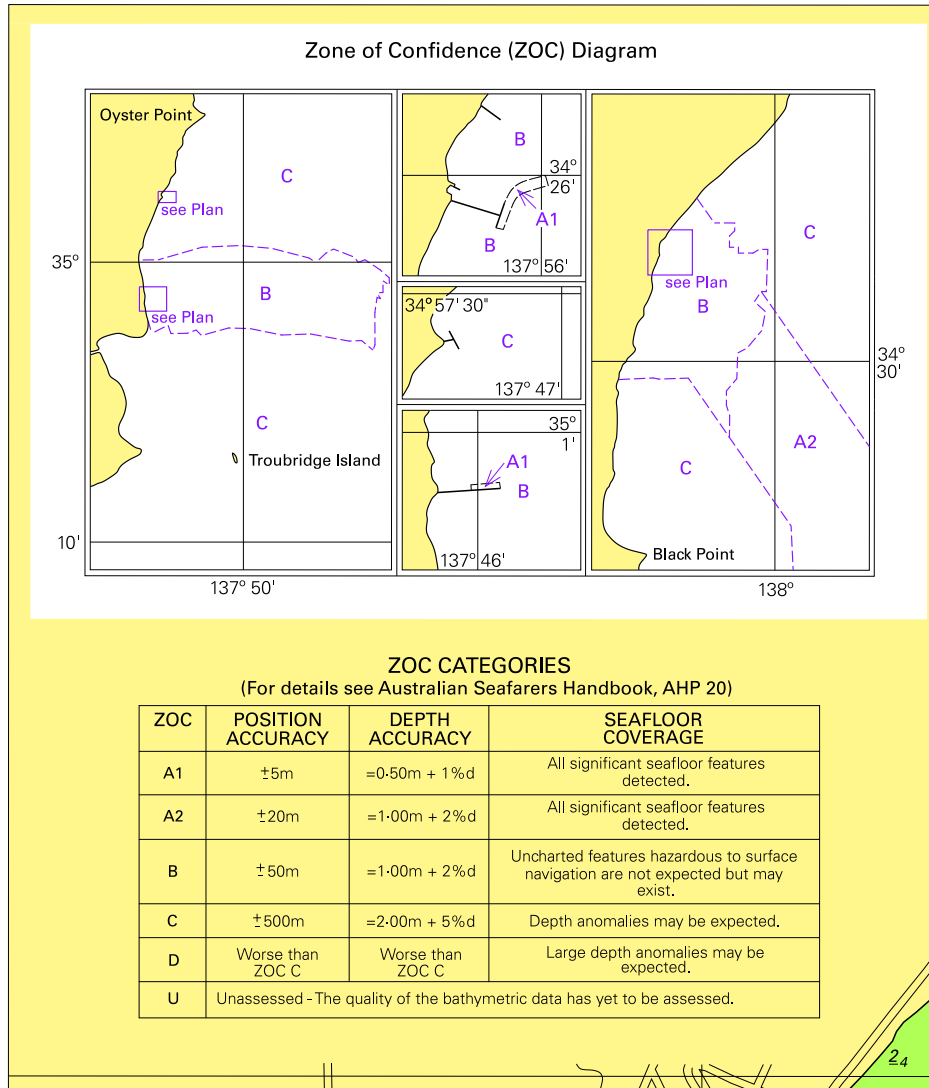 Zone of Confidence (ZOC) Diagram
Oyster Point
C
see Plan
35°
B
see Plan
C
Troubridge Island
10'
137° 50'
B
34°
26'
A1
B
137° 56'
34° 57' 30"
C
137° 47'
35°
1'
A1
B
137° 46'
C
see Plan
B
34°
30'
A2
C
Black Point
138°
ZOC CATEGORIES
(For details see Australian Seafarers Handbook, AHP 20)
ZOC POSITION ACCURACY DEPTH ACCURACY SEAFLOOR COVERAGE
A1 ±5m =0·50m + 1%d All significant seafloor features
detected.
A2 ±20m =1·00m + 2%d All significant seafloor features
detected.
B ±50m =1·00m + 2%d Uncharted features hazardous to surface
navigation are not expected but may
exist.
C ±500m =2·00m + 5%d Depth anomalies may be expected.
D Worse than ZOC C Worse than ZOC C Large depth anomalies may be
expected.
U Unassessed - The quality of the bathymetric data has yet to be assessed.
2₄